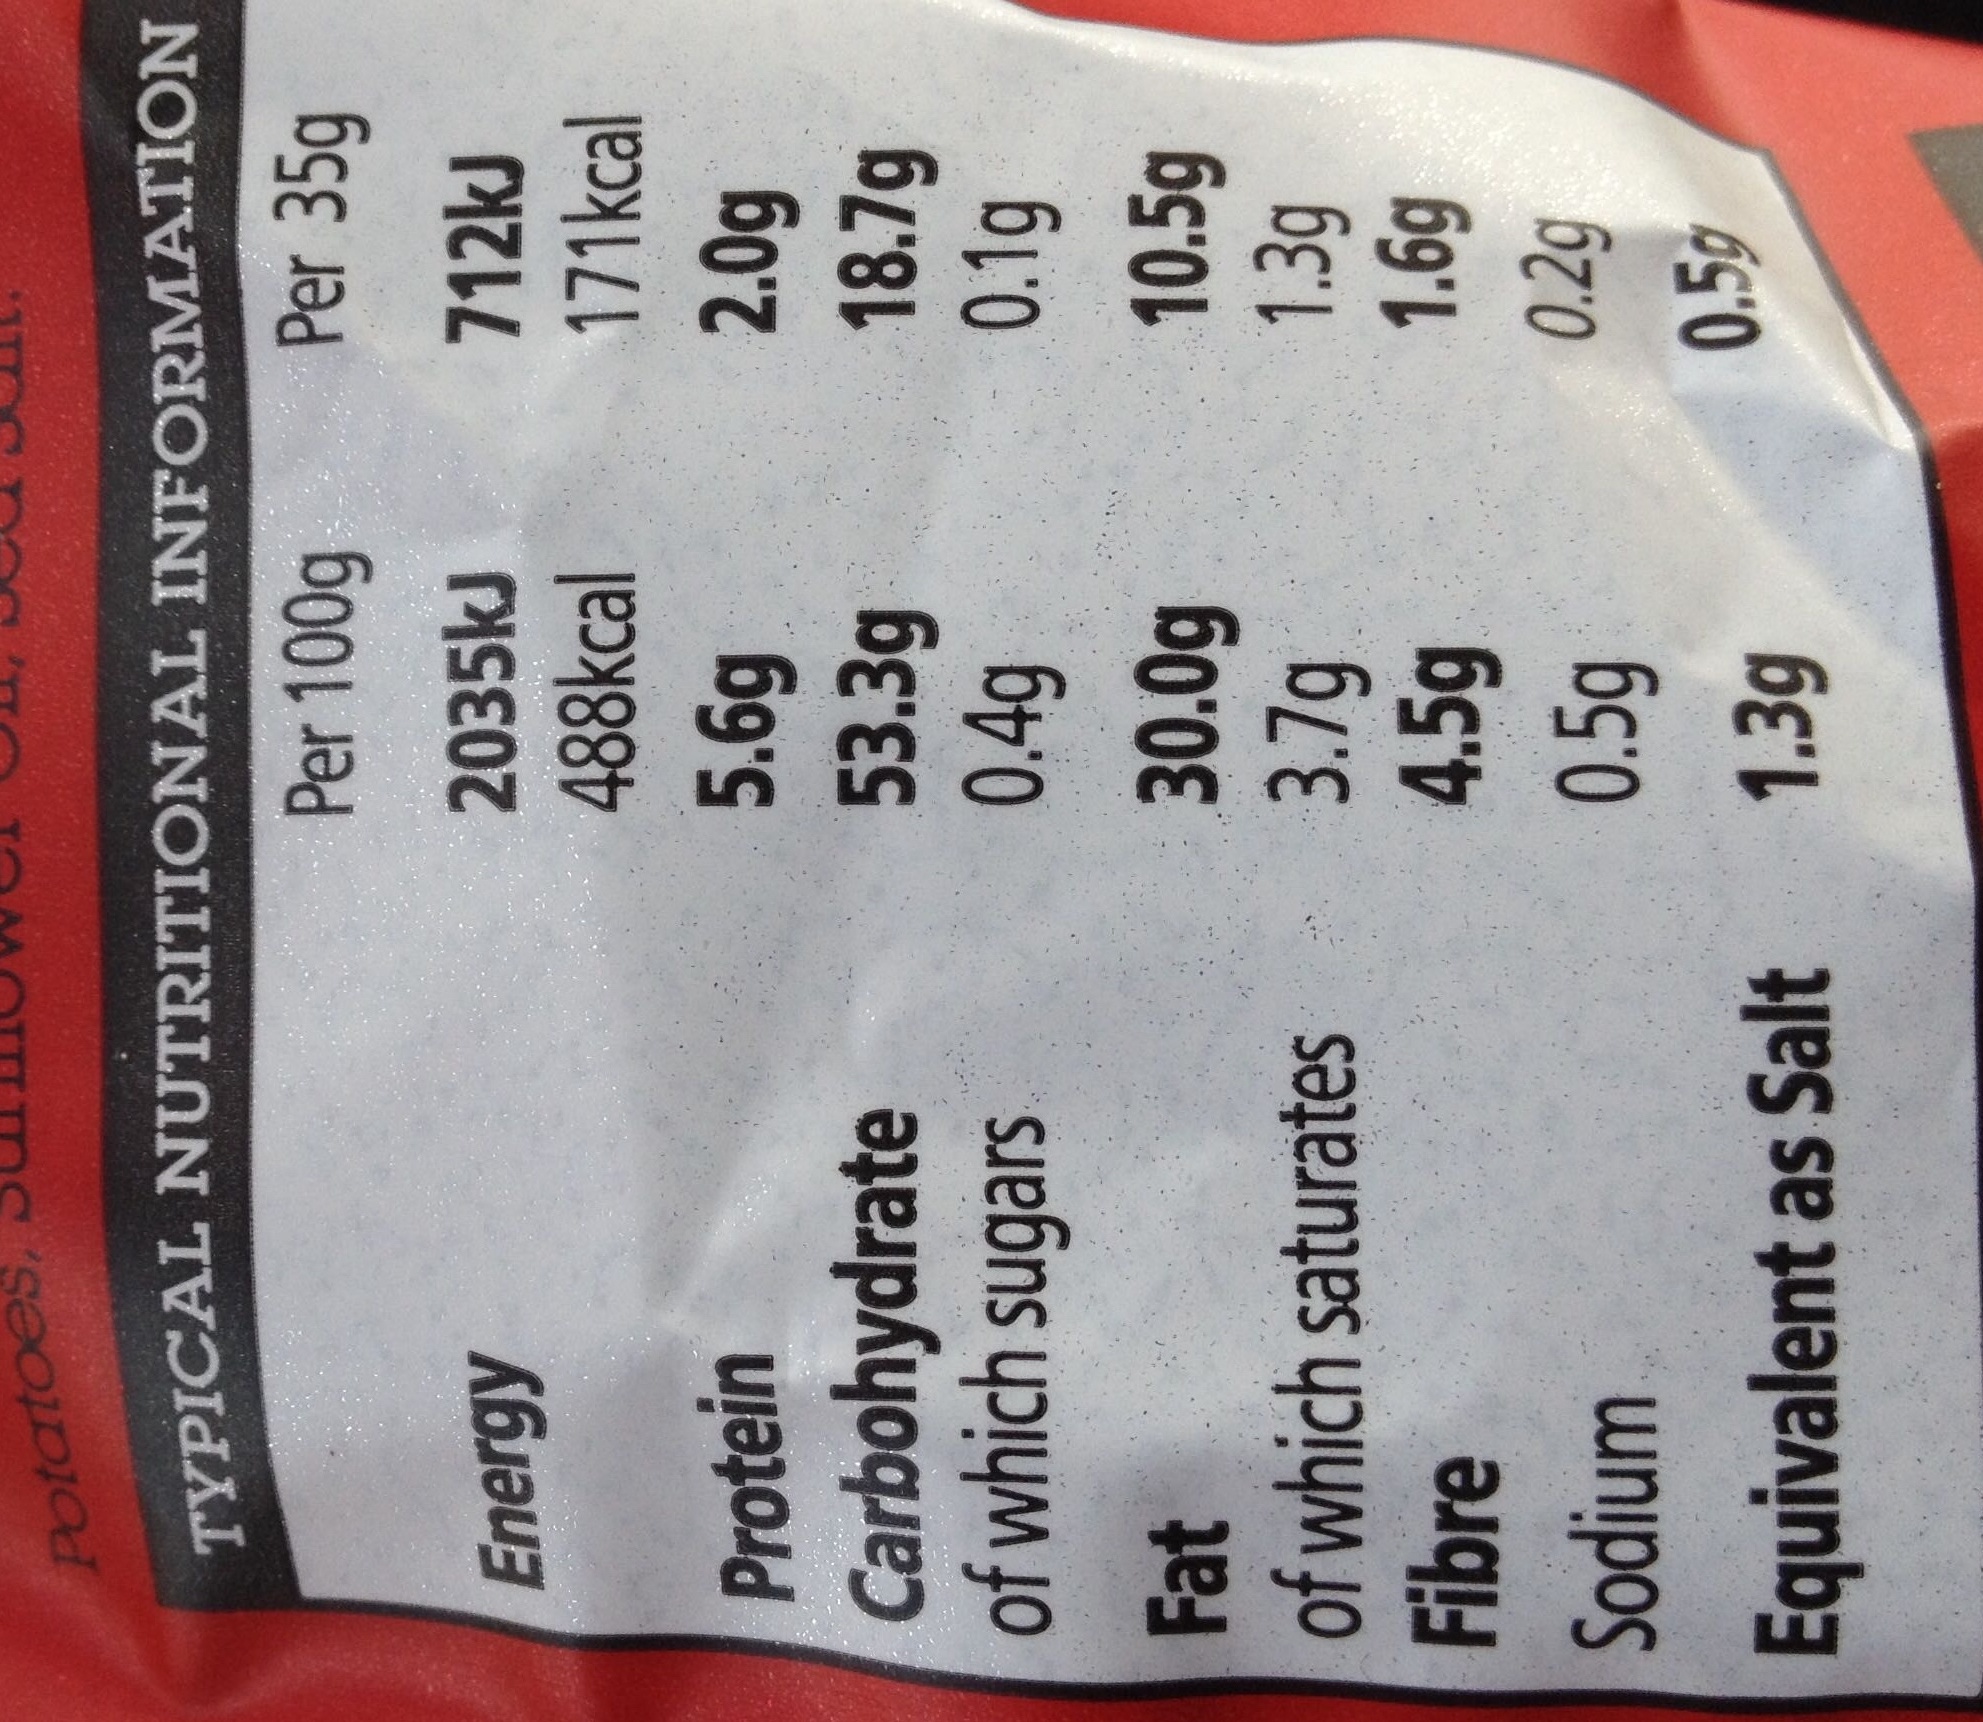 Potatoes, Sunflower Oil, Sea Salt.
TYPICAL NUTRITIONAL INFORMATION
Per 100g Per 35g
Energy 2035kJ 712kJ
488kcal 171kcal
Protein 5.6g 2.0g
Carbohydrate 53.3g 18.7g
of which sugars 0.4g 0.1g
Fat 30.0g 10.5g
of which saturates 3.7g 1.3g
Fibre 4.5g 1.6g
Sodium 0.5g 0.2g
Equivalent as Salt 1.3g 0.5g